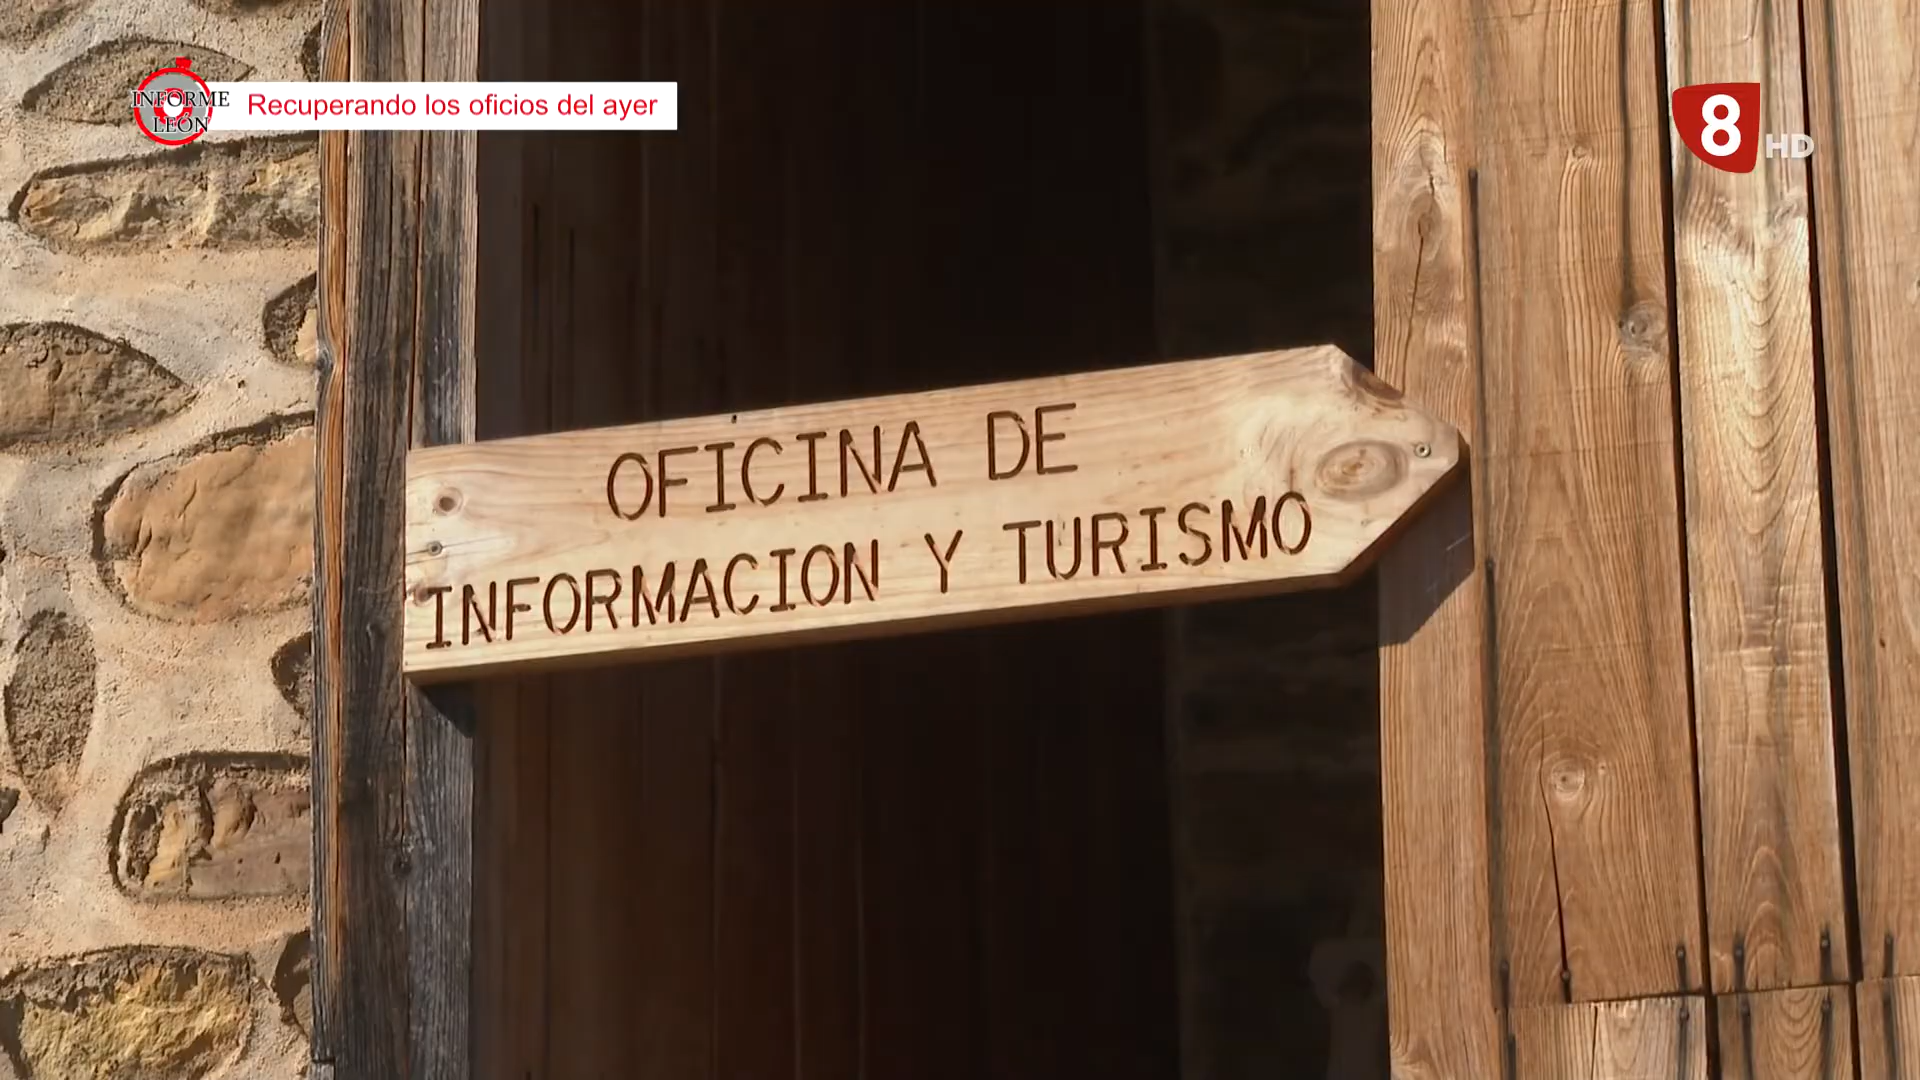 INFORME
LEÓN
Recuperando los oficios del ayer
8 HD
OFICINA DE
INFORMACION Y TURISMO